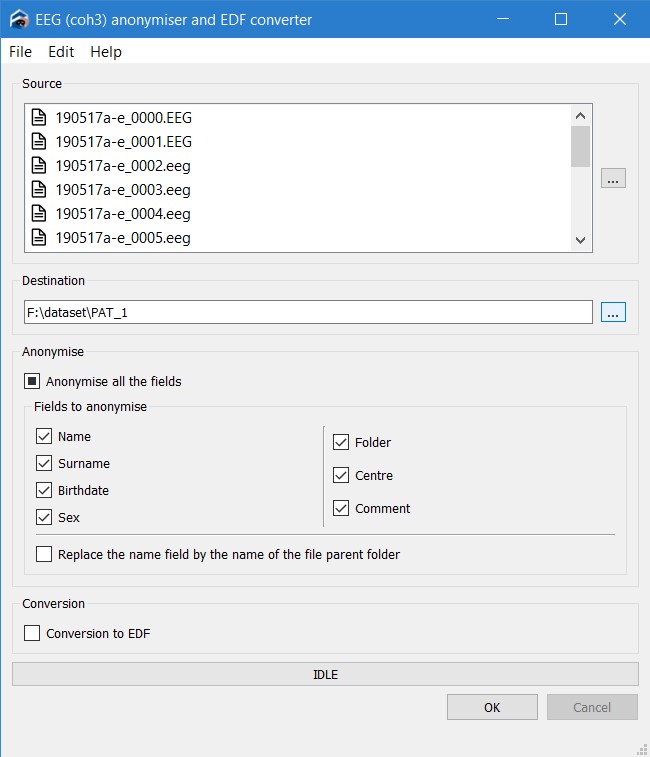 EEG (coh3) anonymiser and EDF converter
File Edit Help
Source
190517a-e_0000.EEG
190517a-e_0001.EEG
190517a-e_0002.eeg
190517a-e_0003.eeg
190517a-e_0004.eeg
190517a-e_0005.eeg
...
Destination
F:\dataset\PAT_1
...
Anonymise
Anonymise all the fields
Fields to anonymise
Name
Surname
Birthdate
Sex
Folder
Centre
Comment
Replace the name field by the name of the file parent folder
Conversion
Conversion to EDF
IDLE
OK Cancel